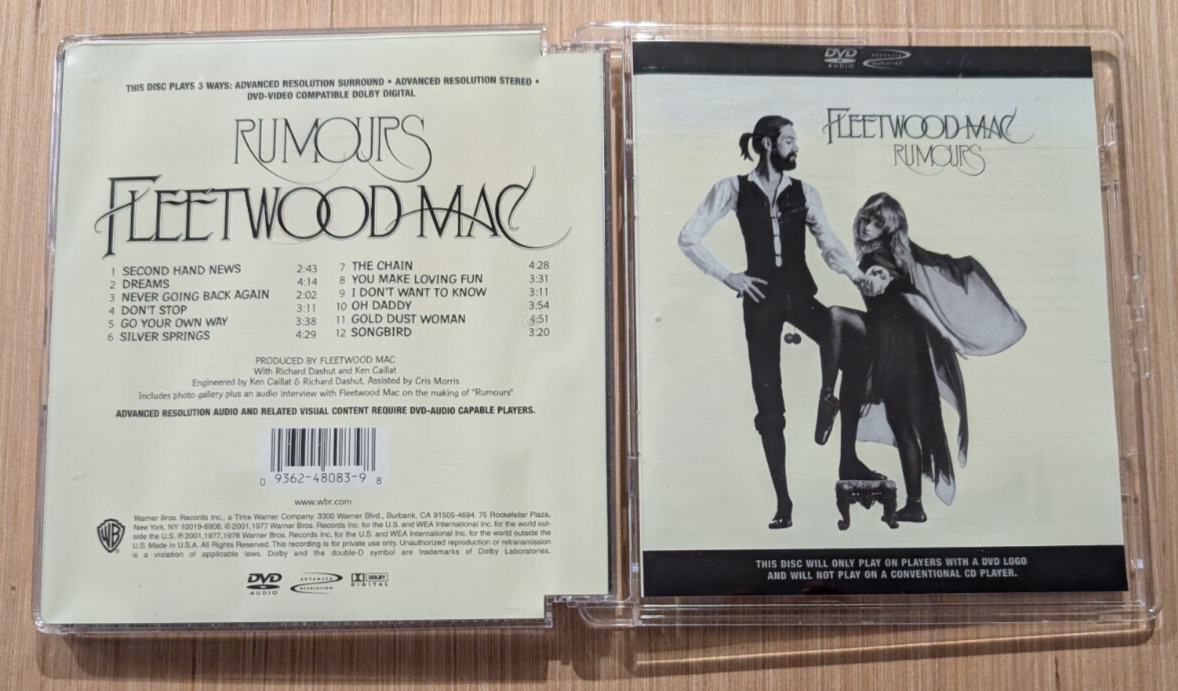 THIS DISC PLAYS 3 WAYS: ADVANCED RESOLUTION SURROUND • ADVANCED RESOLUTION STEREO •
DVD-VIDEO COMPATIBLE DOLBY DIGITAL
RUMOURS
FLEETWOOD MAC
1 SECOND HAND NEWS 2:43
2 DREAMS 4:14
3 NEVER GOING BACK AGAIN 2:02
4 DON'T STOP 3:11
5 GO YOUR OWN WAY 3:38
6 SILVER SPRINGS 4:29
7 THE CHAIN 4:28
8 YOU MAKE LOVING FUN 3:31
9 I DON'T WANT TO KNOW 3:11
10 OH DADDY 3:54
11 GOLD DUST WOMAN 4:51
12 SONGBIRD 3:20
PRODUCED BY FLEETWOOD MAC
With Richard Dashut and Ken Caillat
Engineered by Ken Caillat & Richard Dashut, Assisted by Cris Morris
Includes photo gallery plus an audio interview with Fleetwood Mac on the making of "Rumours"
ADVANCED RESOLUTION AUDIO AND RELATED VISUAL CONTENT REQUIRE DVD-AUDIO CAPABLE PLAYERS.
0 9362-48083-9 8
www.wbr.com
Warner Bros. Records Inc., a Time Warner Company. 3300 Warner Blvd., Burbank, CA 91505-4694. 75 Rockefeller Plaza,
New York, NY 10019-6908. © 2001,1977 Warner Bros. Records Inc. for the U.S. and WEA International Inc. for the world out-
side the U.S. ℗ 2001,1977,1976 Warner Bros. Records Inc. for the U.S. and WEA International Inc. for the world outside the
U.S. Made in U.S.A. All Rights Reserved. This recording is for private use only. Unauthorized reproduction or retransmission
is a violation of applicable laws. Dolby and the double-D symbol are trademarks of Dolby Laboratories.
WB
DVD AUDIO ADVANCED RESOLUTION DOLBY DIGITAL
DVD AUDIO ADVANCED RESOLUTION
FLEETWOOD MAC
RUMOURS
THIS DISC WILL ONLY PLAY ON PLAYERS WITH A DVD LOGO
AND WILL NOT PLAY ON A CONVENTIONAL CD PLAYER.